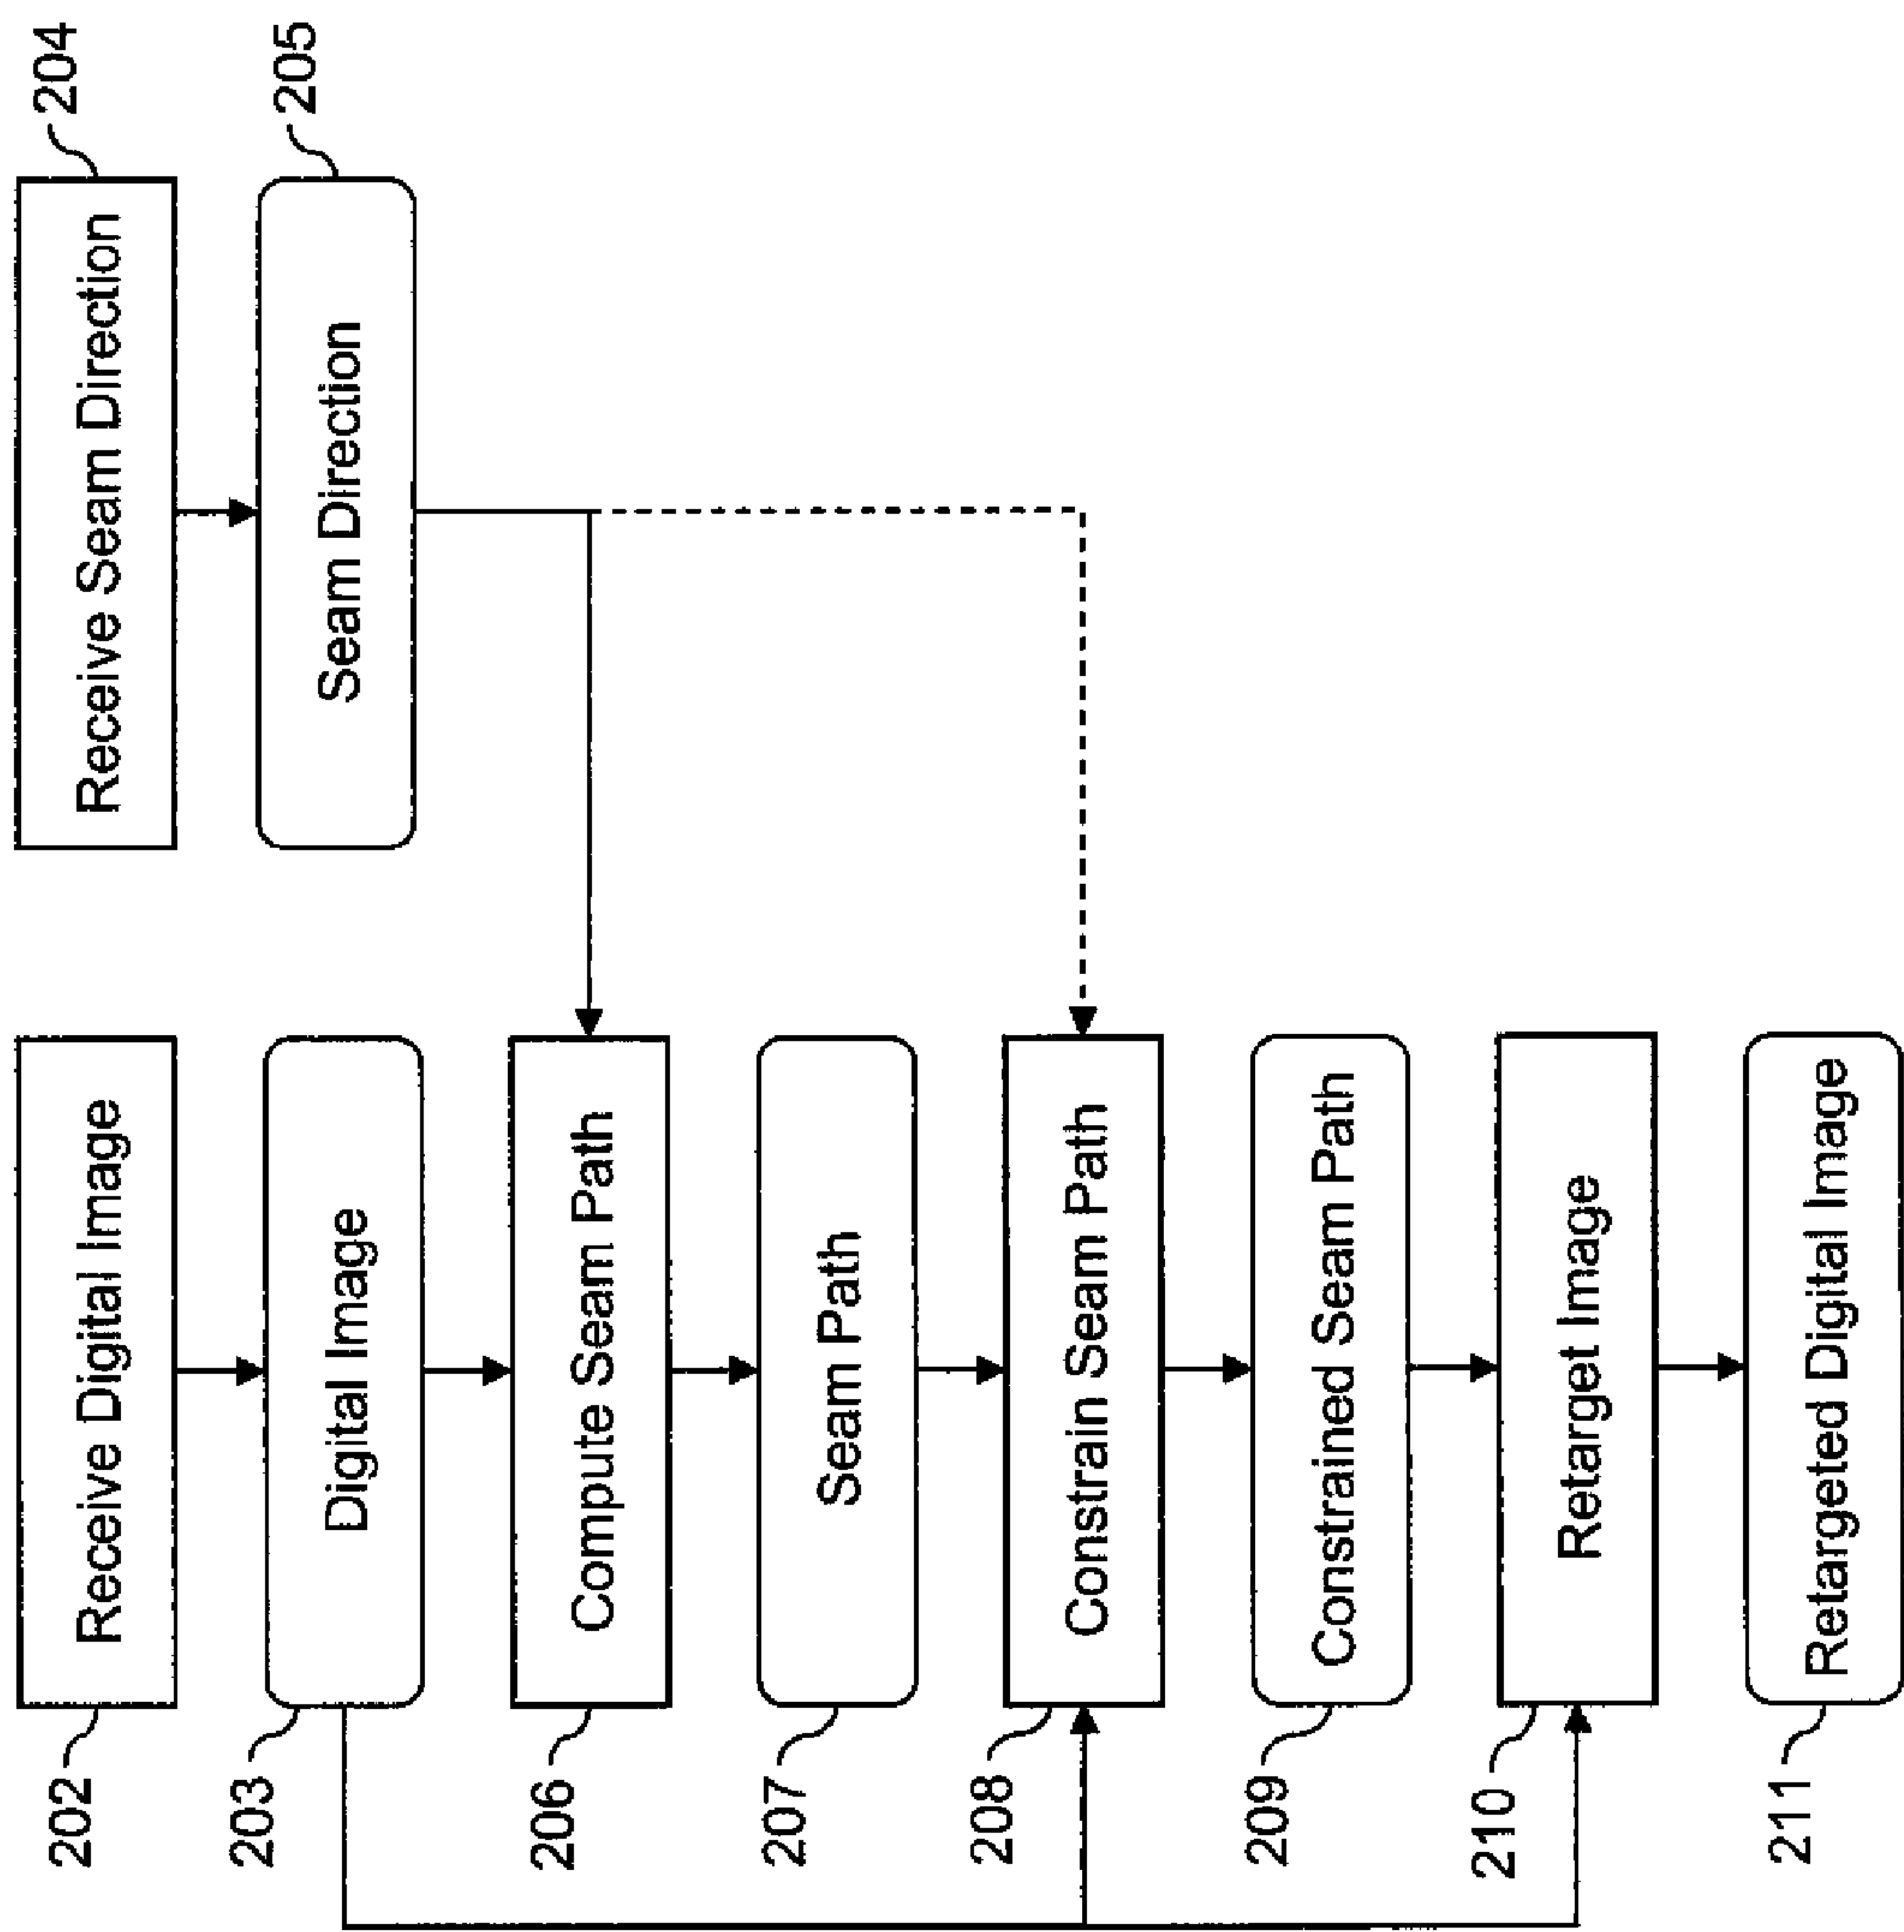 Receive Digital Image
202
Digital Image
203
Receive Seam Direction
204
Seam Direction
205
Compute Seam Path
206
Seam Path
207
Constrain Seam Path
208
Constrained Seam Path
209
Retarget Image
210
Retargeted Digital Image
211